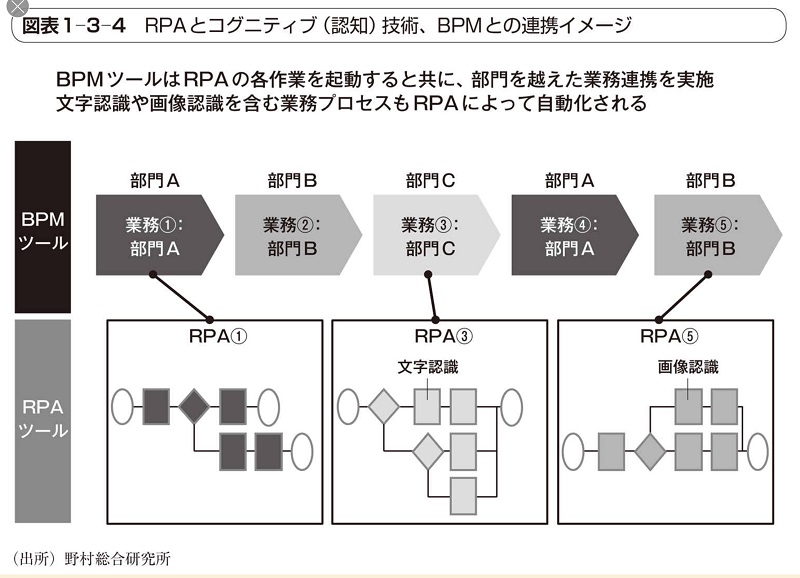 図表1-3-4 RPAとコグニティブ（認知）技術、BPMとの連携イメージ
BPMツールはRPAの各作業を起動すると共に、部門を越えた業務連携を実施
文字認識や画像認識を含む業務プロセスもRPAによって自動化される
BPM
ツール
部門A
部門B
部門C
部門A
部門B
業務①:
部門A
業務②:
部門B
業務③:
部門C
業務④:
部門A
業務⑤:
部門B
RPA
ツール
RPA①
RPA③
文字認識
RPA⑤
画像認識
（出所）野村総合研究所